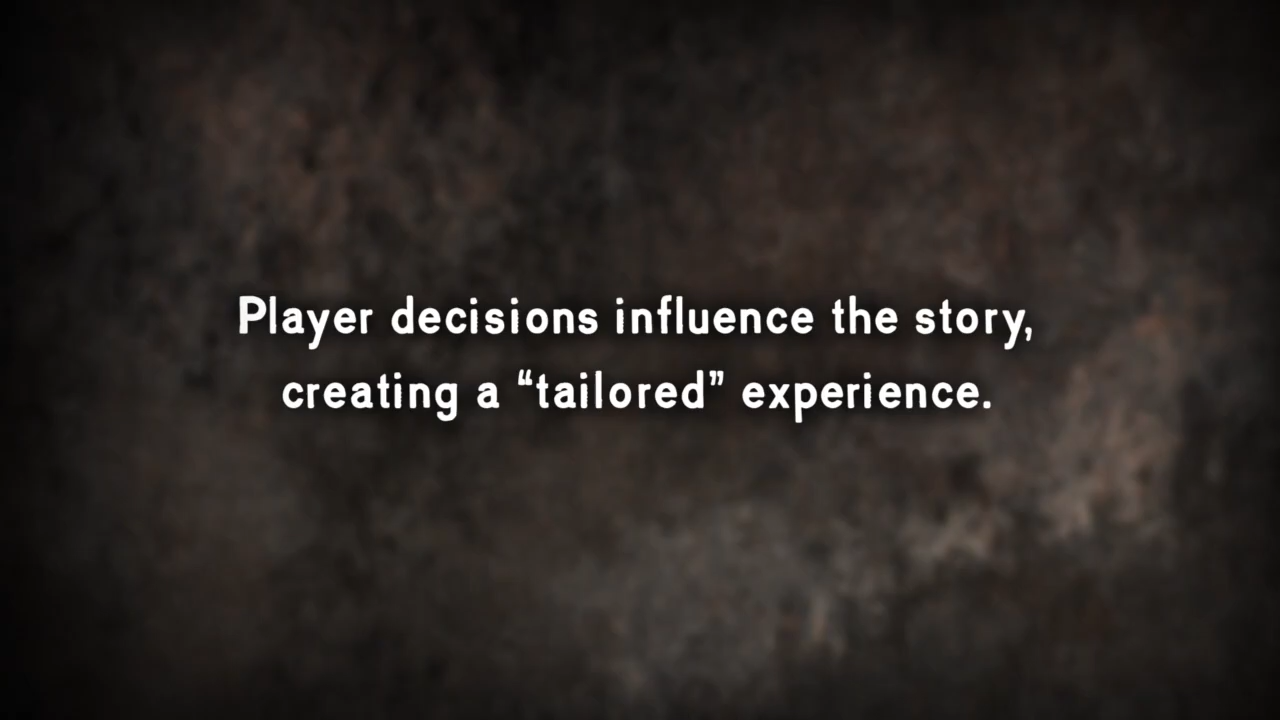 Player decisions influence the story,
creating a “tailored” experience.